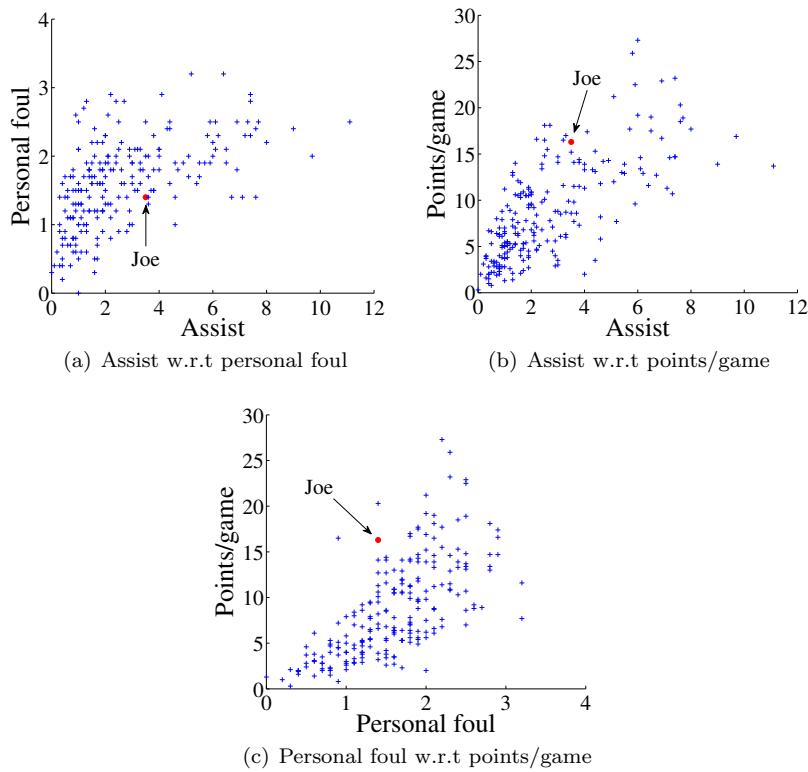 4
3
2
1
0
0 2 4 6 8 10 12
Personal foul
Assist
Joe
(a) Assist w.r.t personal foul
30
25
20
15
10
5
0
0 2 4 6 8 10 12
Points/game
Assist
Joe
(b) Assist w.r.t points/game
30
25
20
15
10
5
0
0 1 2 3 4
Points/game
Personal foul
Joe
(c) Personal foul w.r.t points/game